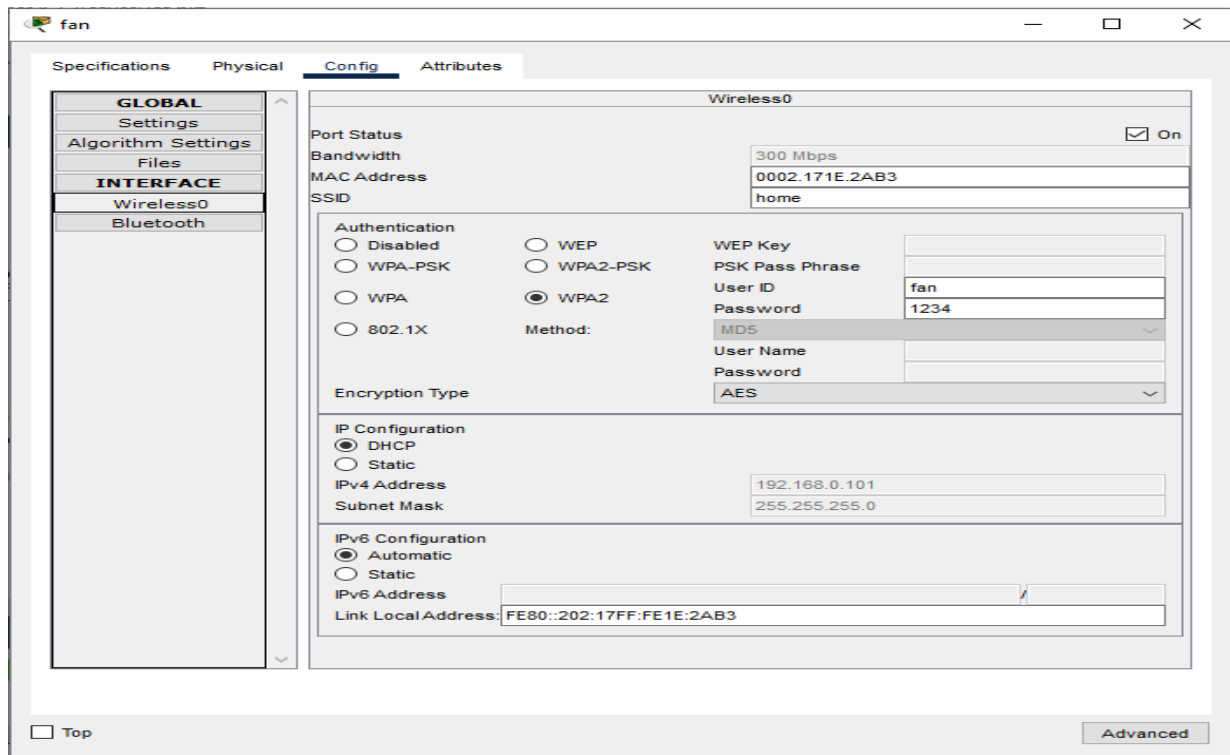 fan
Specifications Physical Config Attributes
GLOBAL
Settings
Algorithm Settings
Files
INTERFACE
Wireless0
Bluetooth
Wireless0
Port Status On
Bandwidth 300 Mbps
MAC Address 0002.171E.2AB3
SSID home
Authentication
Disabled WEP WEP Key
WPA-PSK WPA2-PSK PSK Pass Phrase
User ID fan
WPA WPA2
Password 1234
802.1X Method: MD5
User Name
Password
Encryption Type AES
IP Configuration
DHCP
Static
IPv4 Address 192.168.0.101
Subnet Mask 255.255.255.0
IPv6 Configuration
Automatic
Static
IPv6 Address /
Link Local Address: FE80::202:17FF:FE1E:2AB3
Top Advanced